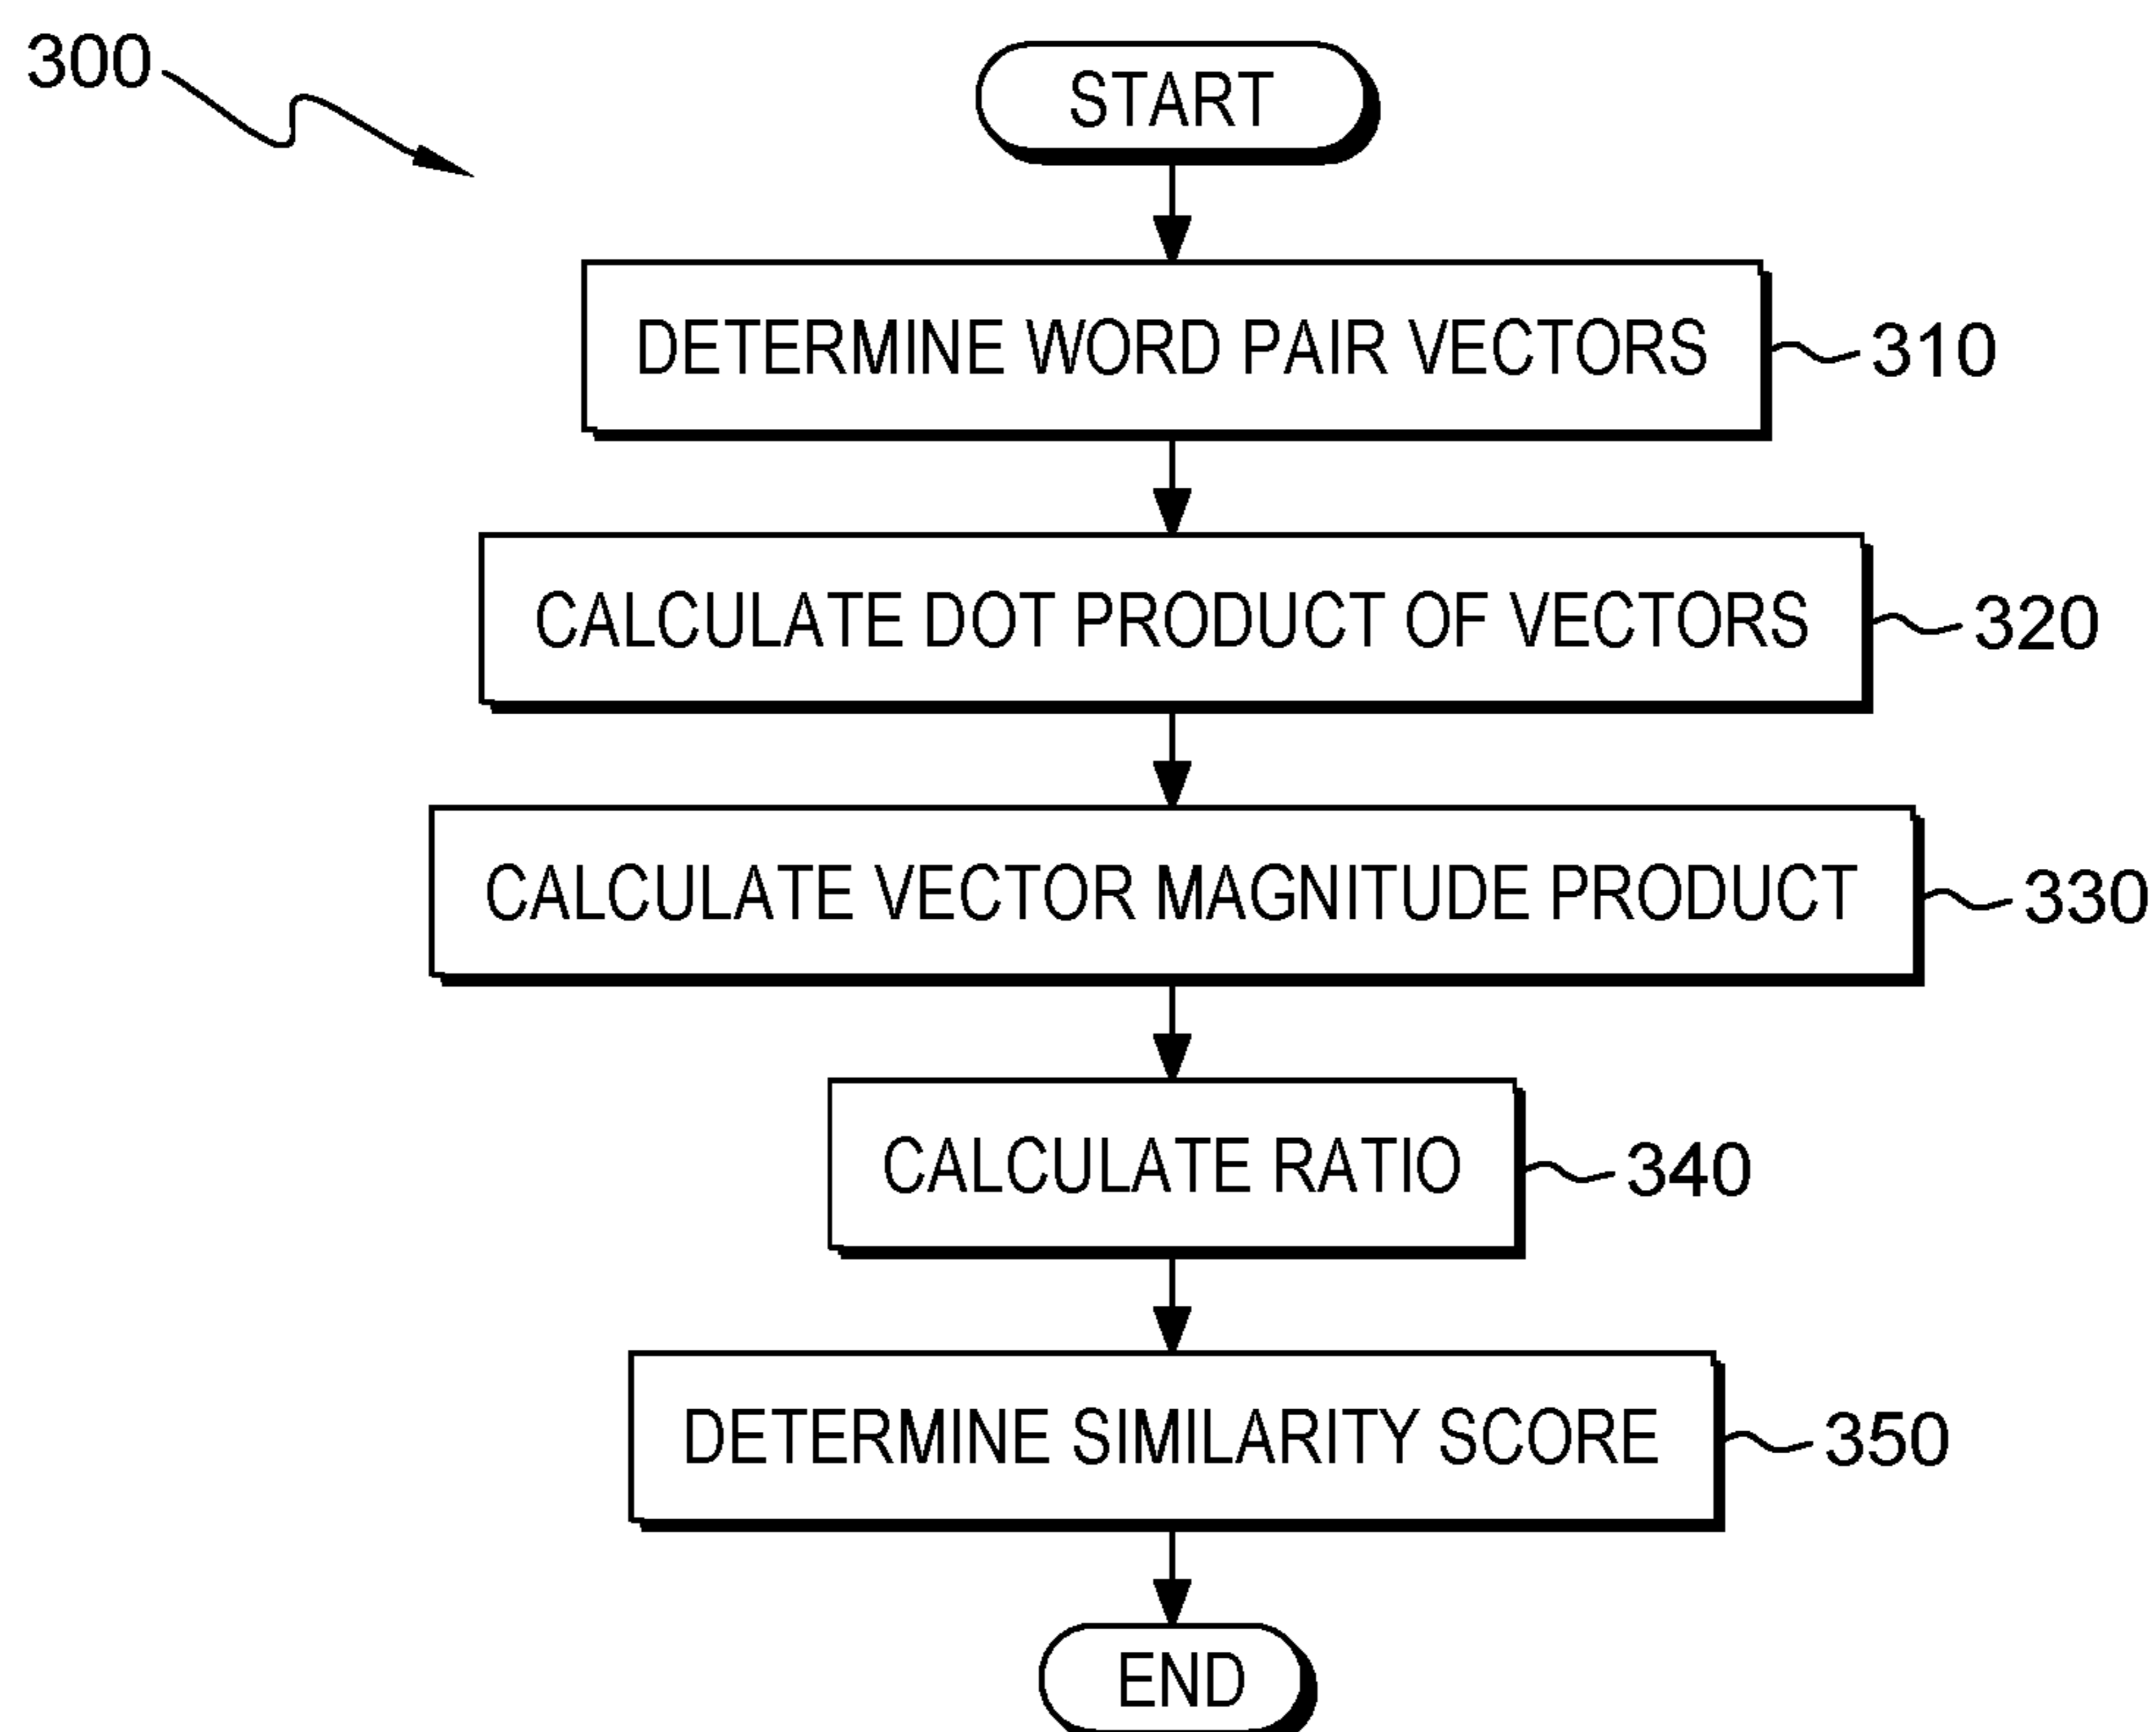 300
START
DETERMINE WORD PAIR VECTORS
310
CALCULATE DOT PRODUCT OF VECTORS
320
CALCULATE VECTOR MAGNITUDE PRODUCT
330
CALCULATE RATIO
340
DETERMINE SIMILARITY SCORE
350
END